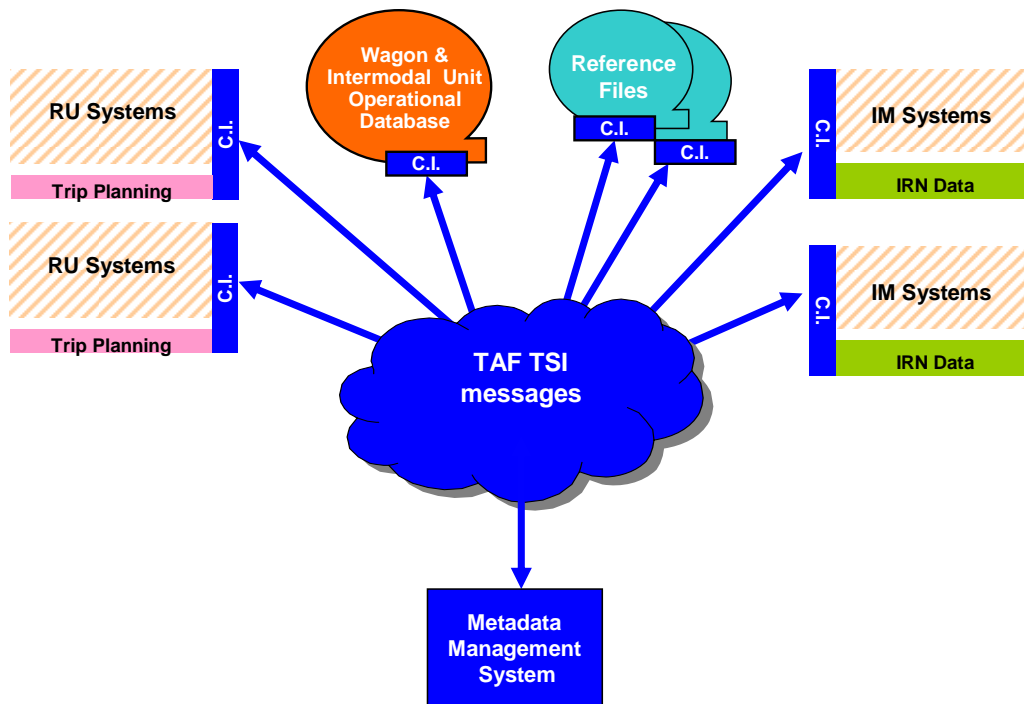 Wagon &
Intermodal Unit
Operational
Database
C.I.
Reference
Files
C.I.
C.I.
RU Systems
C.I.
Trip Planning
RU Systems
C.I.
Trip Planning
C.I.
IM Systems
IRN Data
C.I.
IM Systems
IRN Data
TAF TSI
messages
Metadata
Management
System